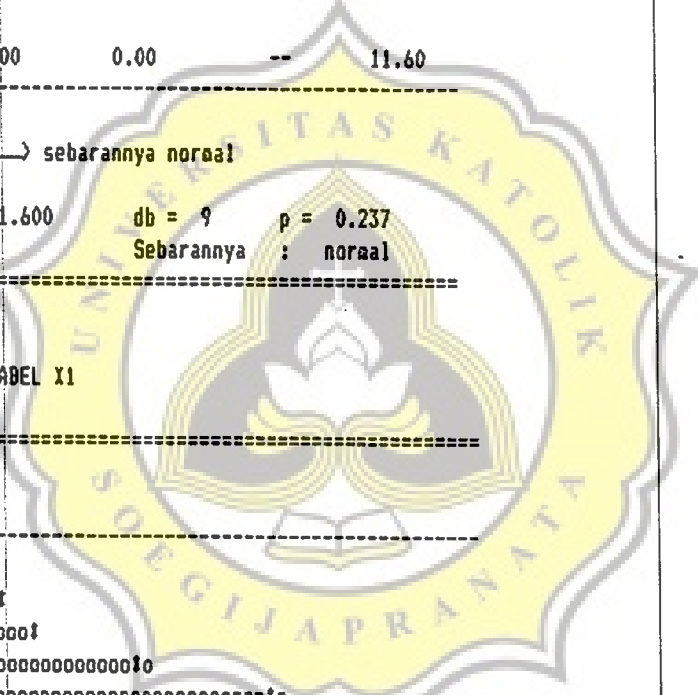 00 0.00 -- 11.60
--> sebarannya normal
1.600 db = 9 p = 0.237
Sebarannya : normal
ABEL X1
UNIVERSITAS KATOLIK
SOEGIJAPRANATA